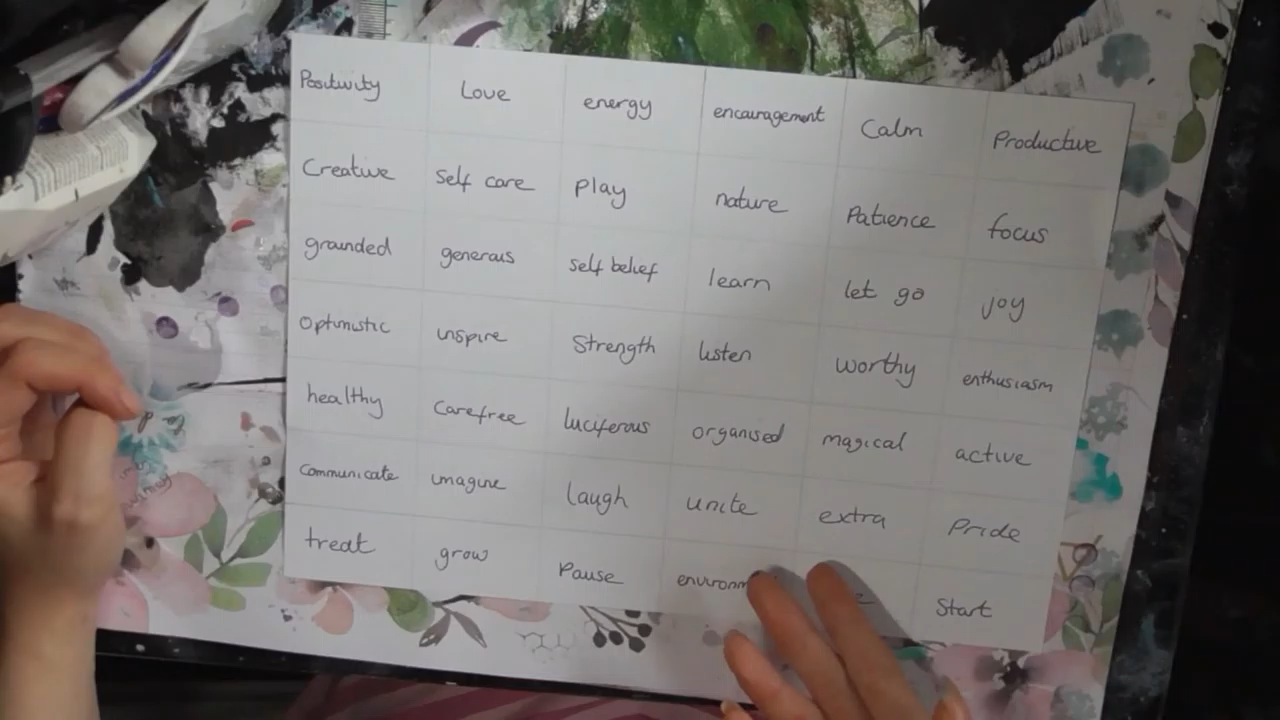 Positivity Love energy encouragement Calm Productive
Creative Self care Play nature Patience focus
grounded generous Self belief learn let go joy
Optimistic inspire Strength listen worthy enthusiasm
healthy Carefree luciferous organised magical active
Communicate imagine laugh unite extra Pride
treat grow Pause Start